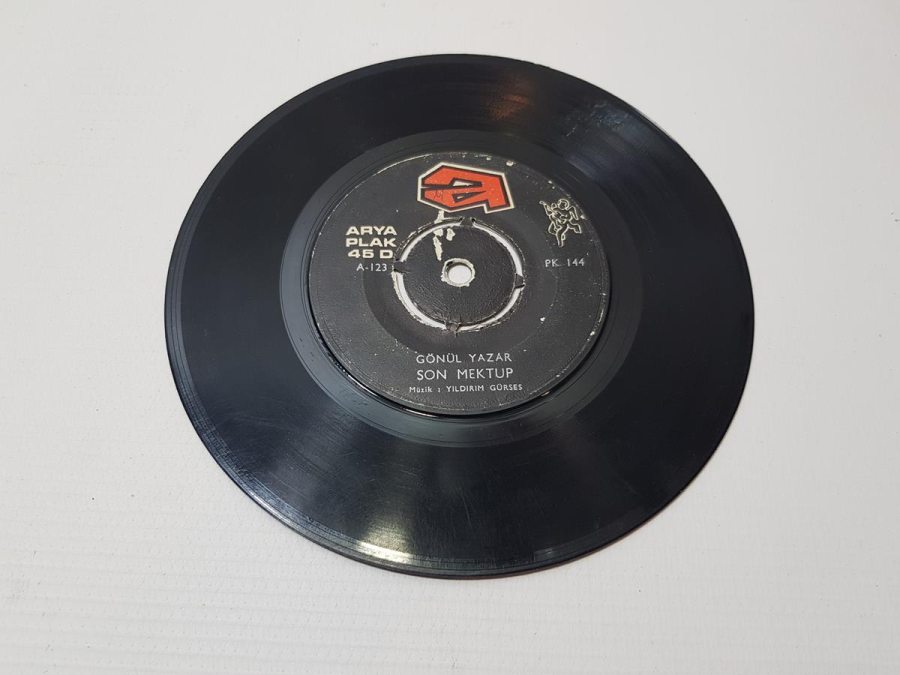 ARYA
PLAK
45 D
A-123
PK. 144
GÖNÜL YAZAR
SON MEKTUP
Müzik : YILDIRIM GÜRSES